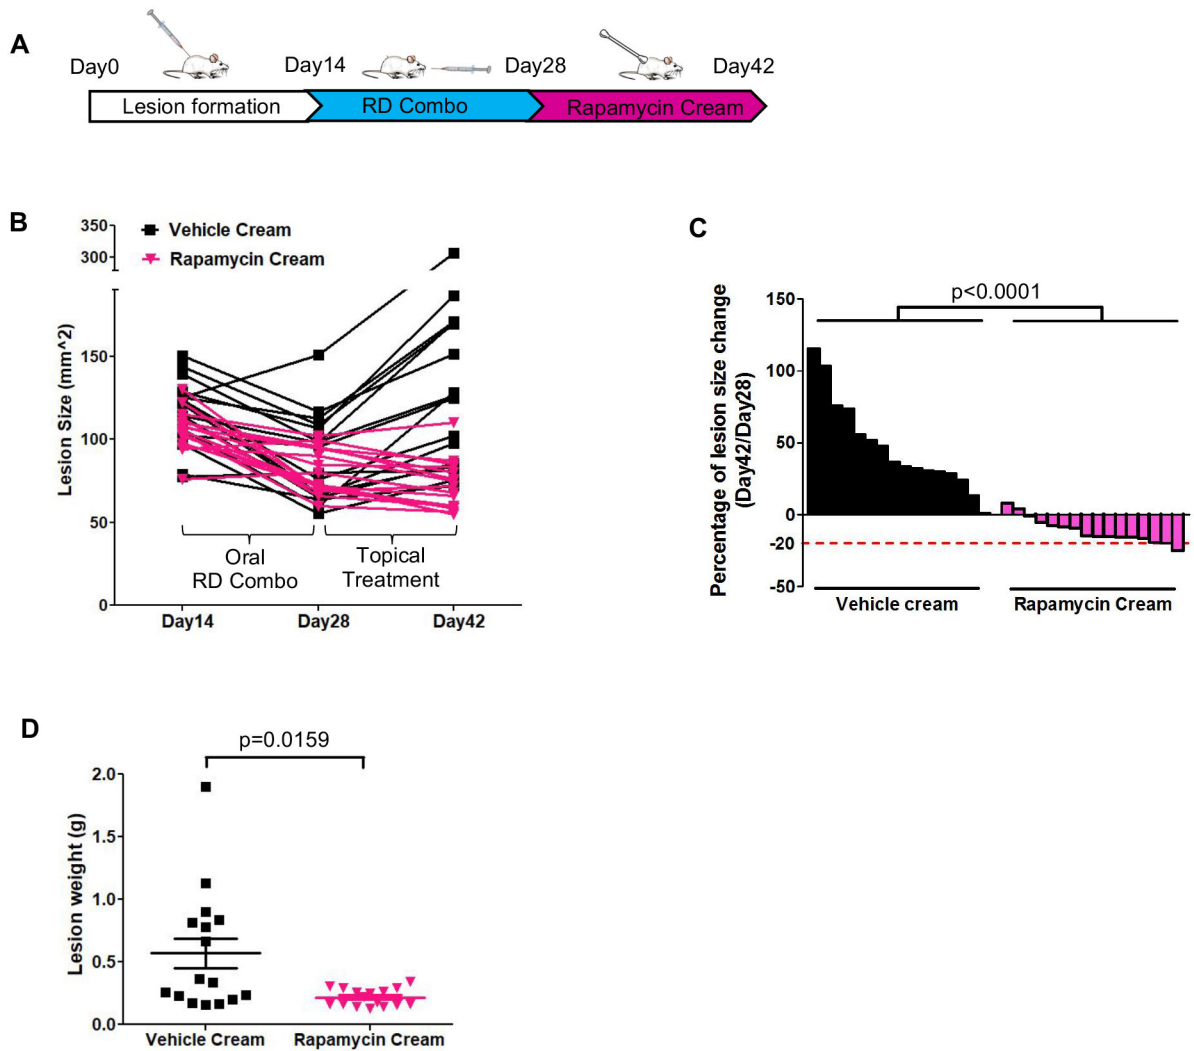 A
Day0
Day14
Day28
Day42
Lesion formation
RD Combo
Rapamycin Cream
B
Vehicle Cream
Rapamycin Cream
350
300
150
100
50
0
Lesion Size (mm^2)
Oral
RD Combo
Topical
Treatment
Day14
Day28
Day42
C
p<0.0001
150
100
50
0
-20
-50
Percentage of lesion size change
(Day42/Day28)
Vehicle cream
Rapamycin Cream
D
p=0.0159
2.0
1.5
1.0
0.5
0.0
Lesion weight (g)
Vehicle Cream
Rapamycin Cream